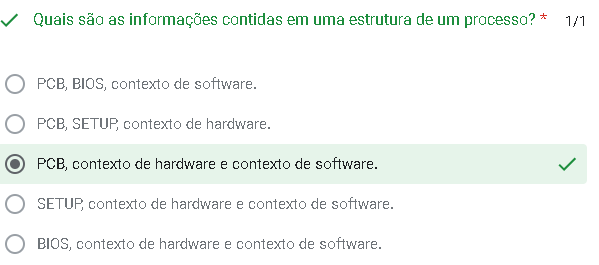 Quais são as informações contidas em uma estrutura de um processo? * 1/1
PCB, BIOS, contexto de software.
PCB, SETUP, contexto de hardware.
PCB, contexto de hardware e contexto de software.
SETUP, contexto de hardware e contexto de software.
BIOS, contexto de hardware e contexto de software.